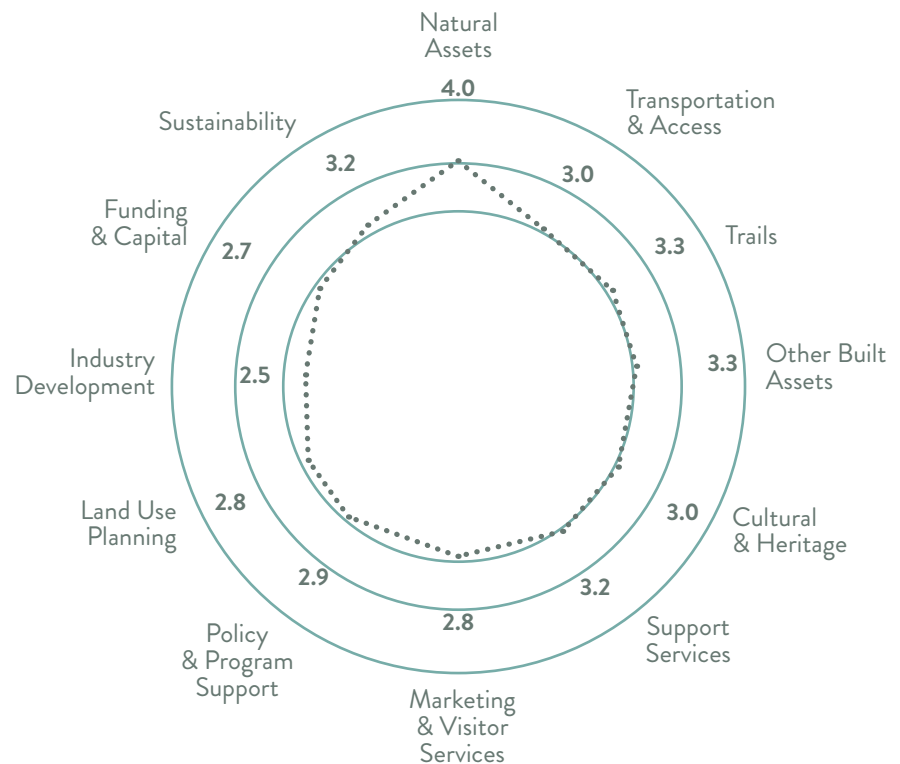 Natural
Assets
4.0
Transportation
& Access
3.0
Trails
3.3
Other Built
Assets
3.3
Cultural
& Heritage
3.0
Support
Services
3.2
Marketing
& Visitor
Services
2.8
Policy
& Program
Support
2.9
Land Use
Planning
2.8
Industry
Development
2.5
Funding
& Capital
2.7
Sustainability
3.2